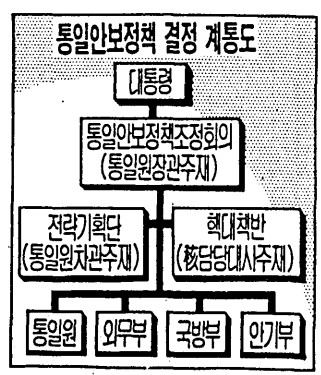 통일안보정책 결정 계통도
대통령
통일안보정책조정회의
(통일원장관주재)
전략기획단
(통일원차관주재)
핵대책반
(核담당대사주재)
통일원
외무부
국방부
안기부